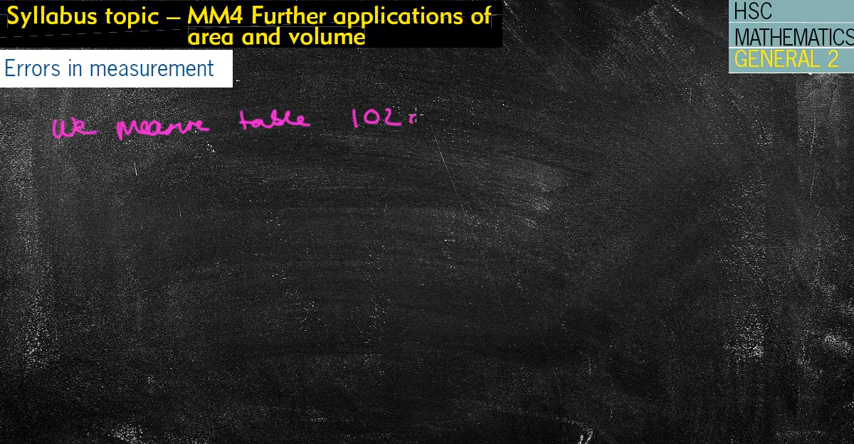 Syllabus topic – MM4 Further applications of
area and volume
HSC
MATHEMATICS
GENERAL 2
Errors in measurement
We measure table 102